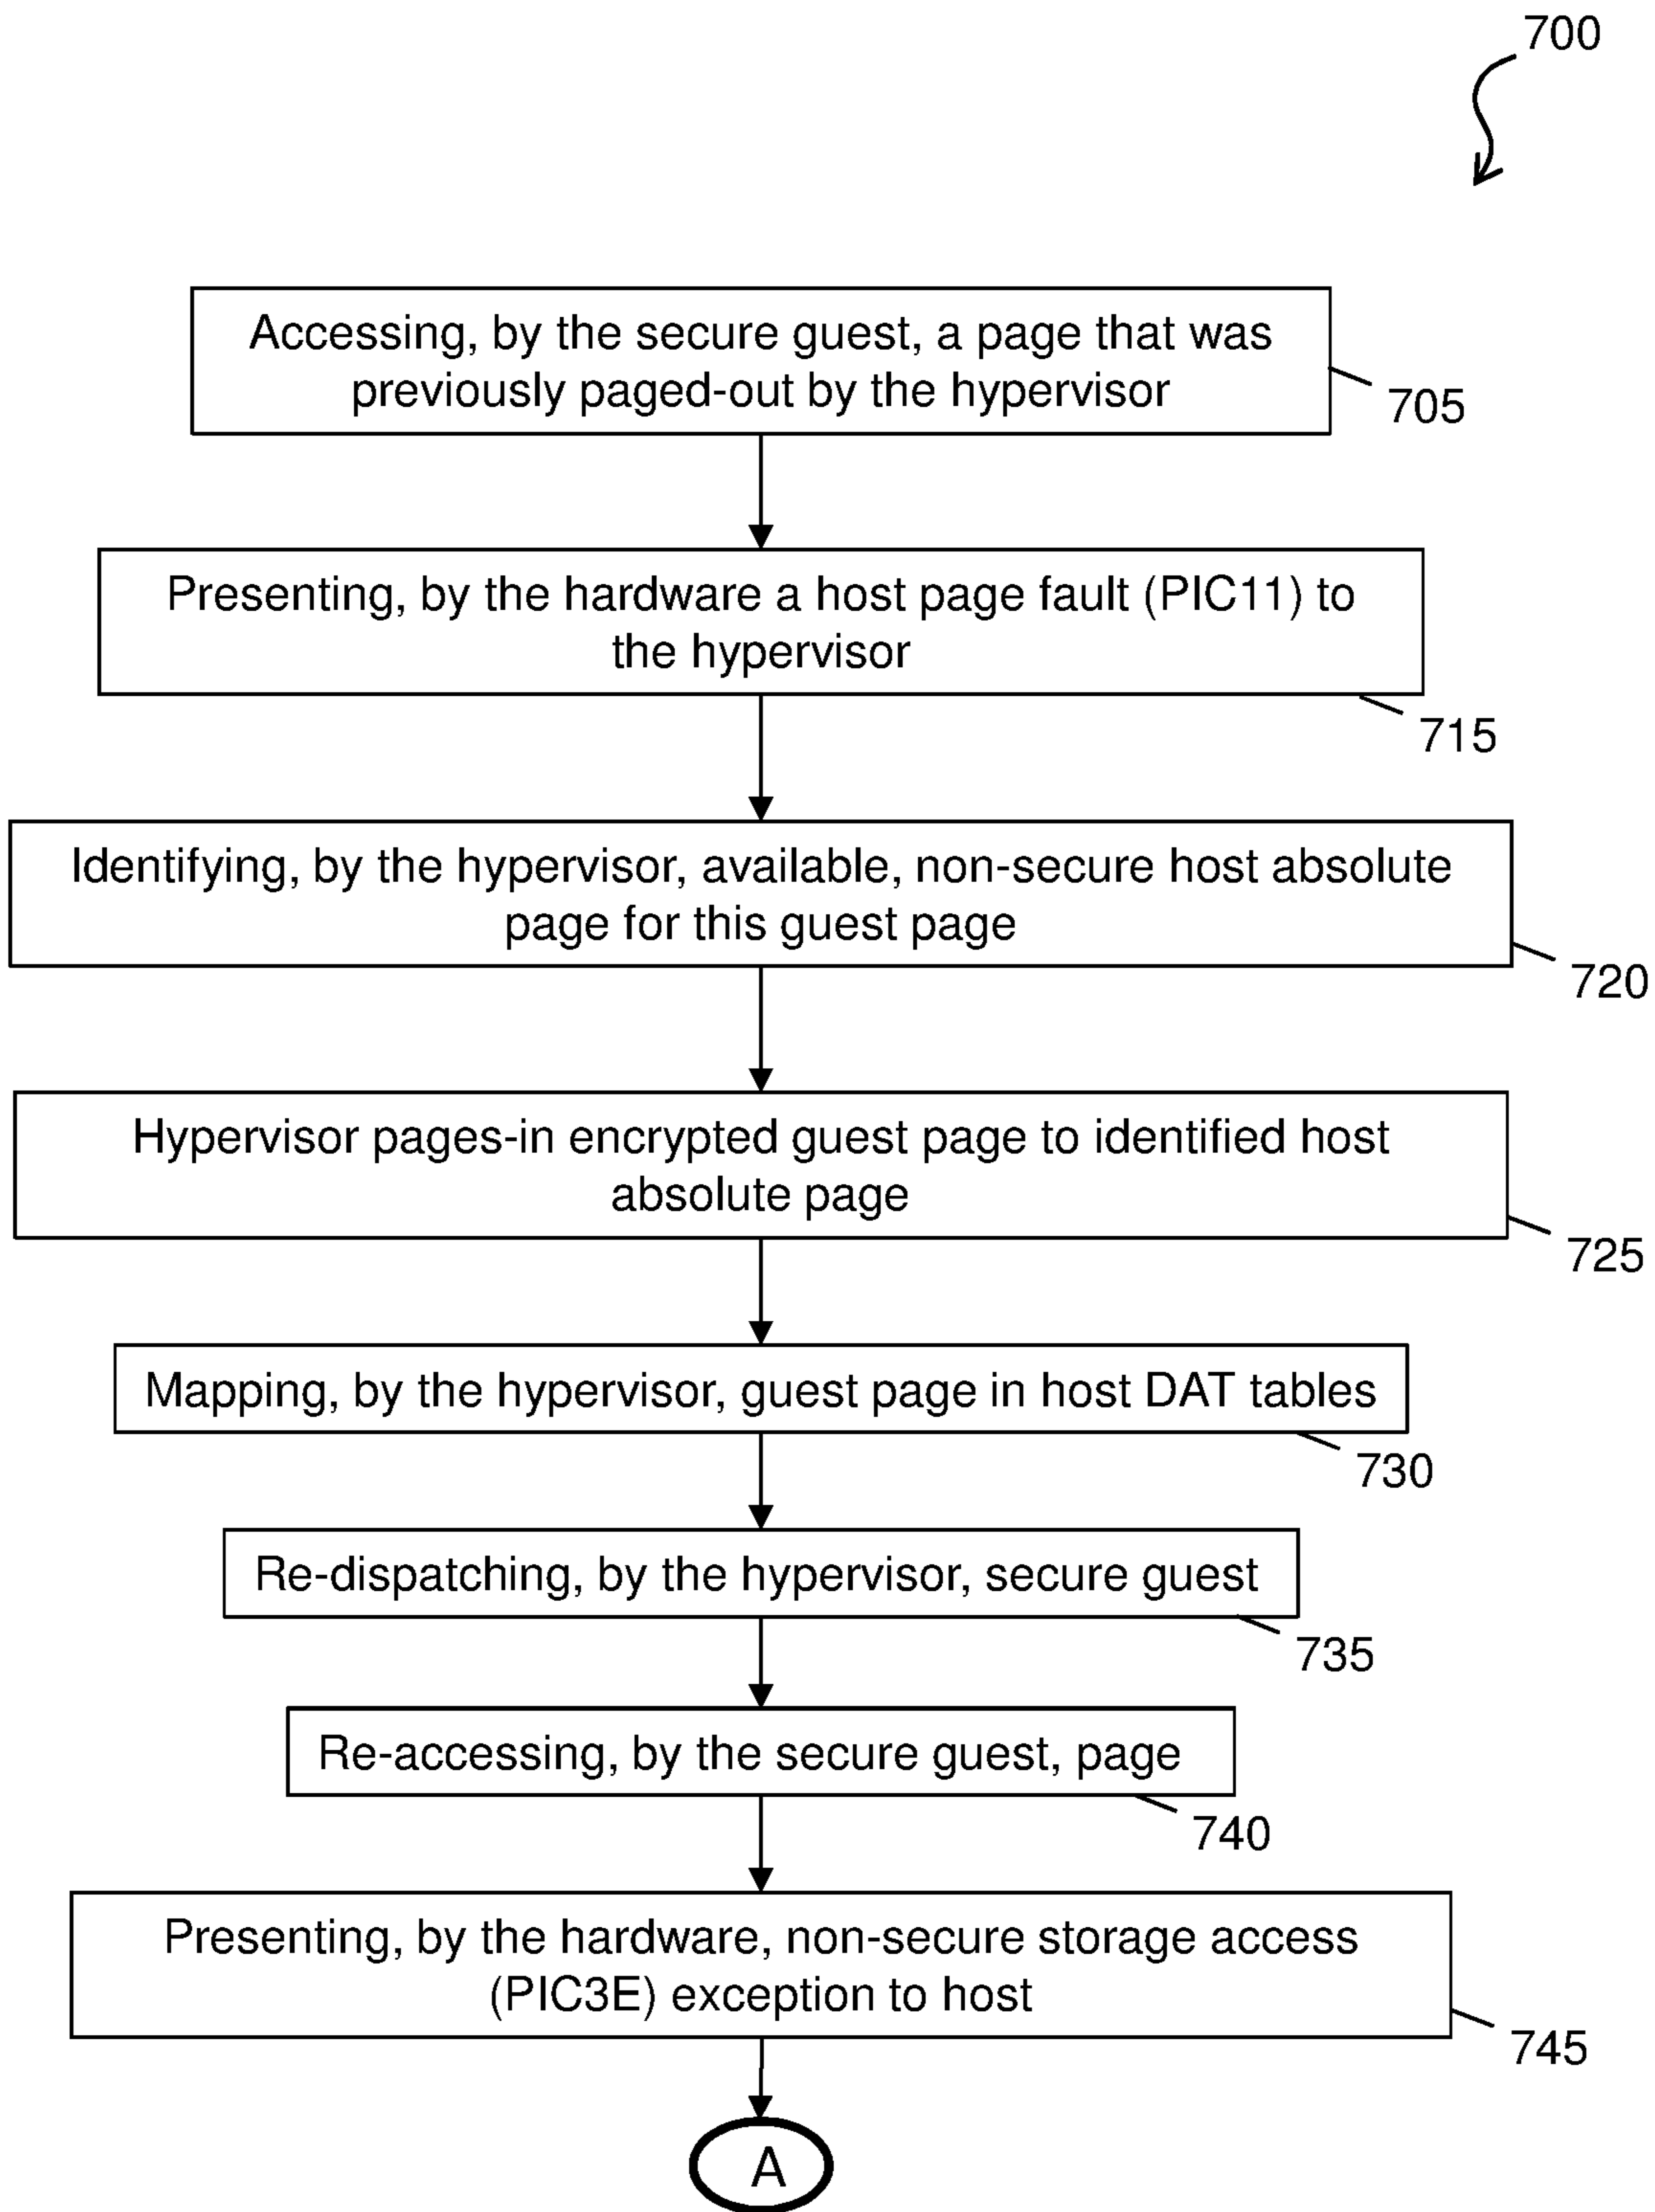 700
Accessing, by the secure guest, a page that was
previously paged-out by the hypervisor
705
Presenting, by the hardware a host page fault (PIC11) to
the hypervisor
715
Identifying, by the hypervisor, available, non-secure host absolute
page for this guest page
720
Hypervisor pages-in encrypted guest page to identified host
absolute page
725
Mapping, by the hypervisor, guest page in host DAT tables
730
Re-dispatching, by the hypervisor, secure guest
735
Re-accessing, by the secure guest, page
740
Presenting, by the hardware, non-secure storage access
(PIC3E) exception to host
745
A